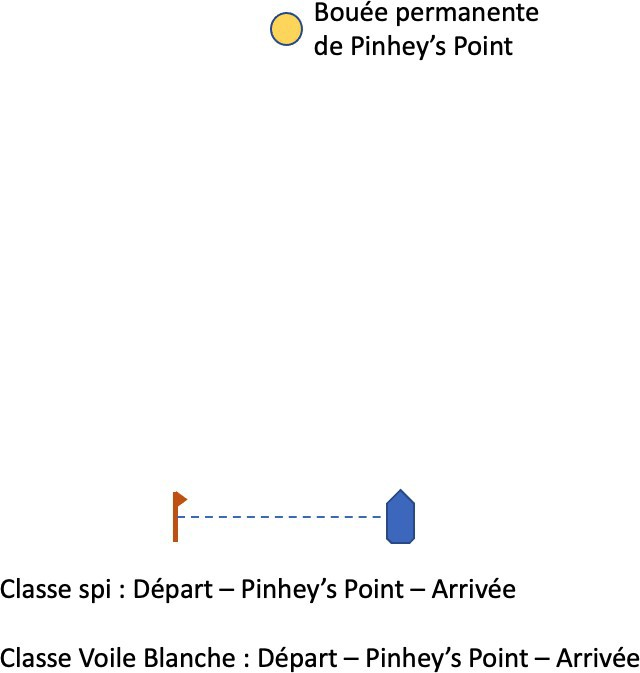 Bouée permanente
de Pinhey’s Point
Classe spi : Départ – Pinhey’s Point – Arrivée
Classe Voile Blanche : Départ – Pinhey’s Point – Arrivée